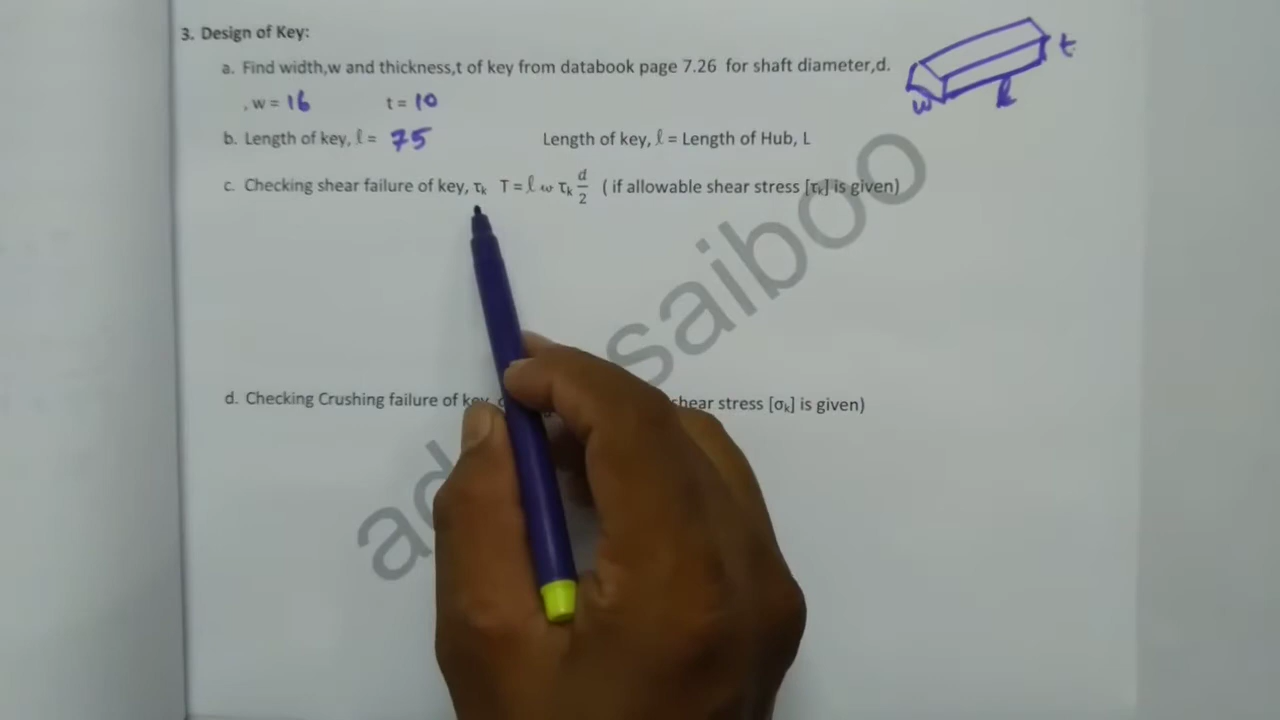 3. Design of Key:
a. Find width,w and thickness,t of key from databook page 7.26 for shaft diameter,d.
, w = 16 t = 10
b. Length of key, ℓ = 75 Length of key, ℓ = Length of Hub, L
c. Checking shear failure of key, τk T = ℓ w τk d/2 ( if allowable shear stress [τk] is given)
d. Checking Crushing failure of key, shear stress [σk] is given)
w ℓ t
saiboo